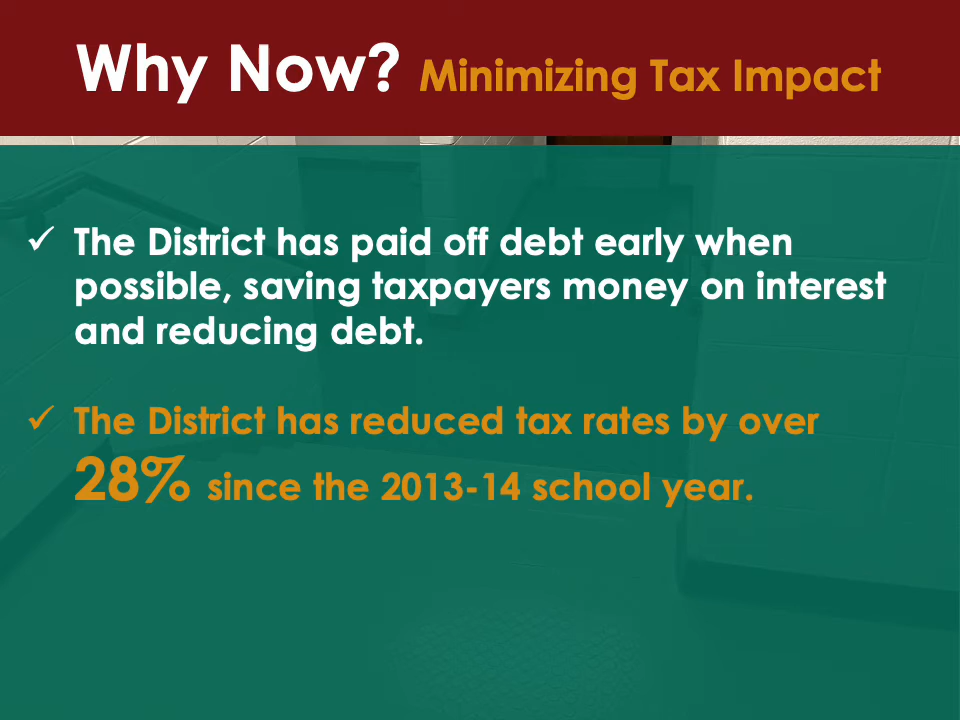 Why Now? Minimizing Tax Impact
✓ The District has paid off debt early when
possible, saving taxpayers money on interest
and reducing debt.
✓ The District has reduced tax rates by over
28% since the 2013-14 school year.